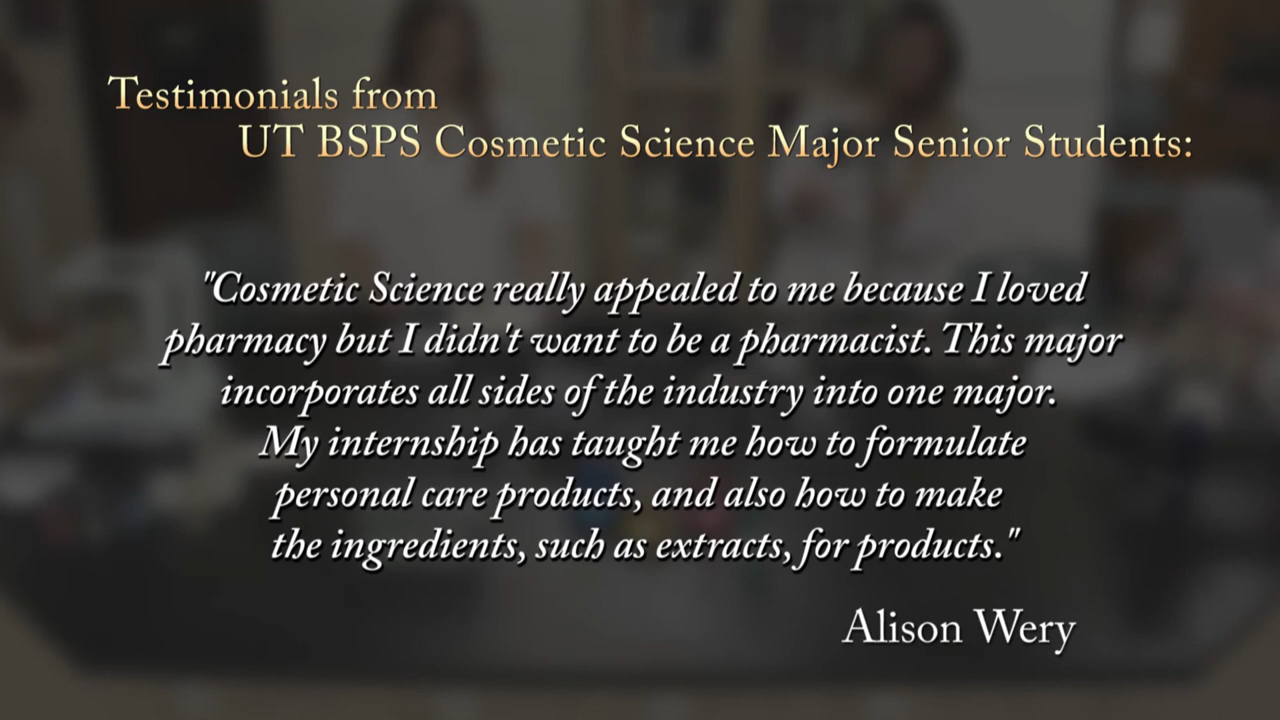 Testimonials from
UT BSPS Cosmetic Science Major Senior Students:
"Cosmetic Science really appealed to me because I loved
pharmacy but I didn't want to be a pharmacist. This major
incorporates all sides of the industry into one major.
My internship has taught me how to formulate
personal care products, and also how to make
the ingredients, such as extracts, for products."
Alison Wery